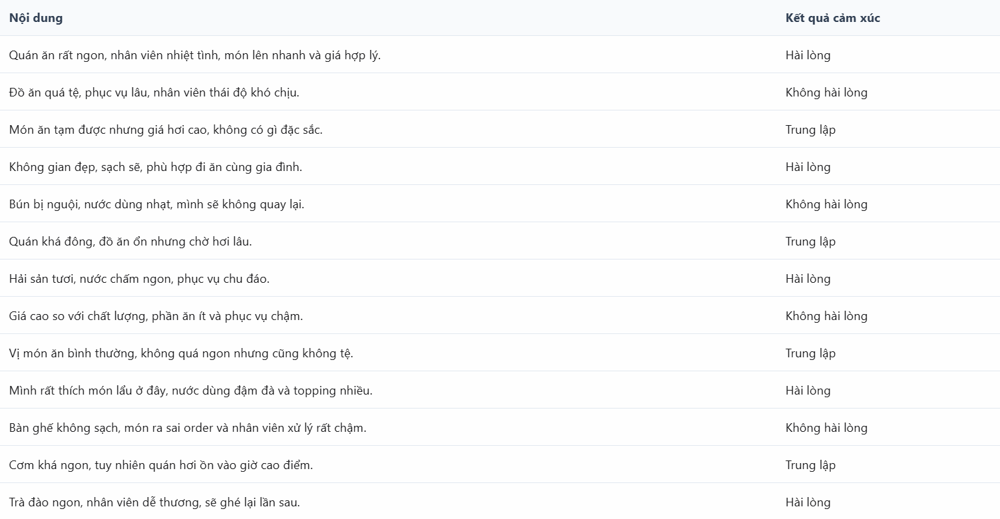 Nội dung Kết quả cảm xúc
Quán ăn rất ngon, nhân viên nhiệt tình, món lên nhanh và giá hợp lý. Hài lòng
Đồ ăn quá tệ, phục vụ lâu, nhân viên thái độ khó chịu. Không hài lòng
Món ăn tạm được nhưng giá hơi cao, không có gì đặc sắc. Trung lập
Không gian đẹp, sạch sẽ, phù hợp đi ăn cùng gia đình. Hài lòng
Bún bị nguội, nước dùng nhạt, mình sẽ không quay lại. Không hài lòng
Quán khá đông, đồ ăn ổn nhưng chờ hơi lâu. Trung lập
Hải sản tươi, nước chấm ngon, phục vụ chu đáo. Hài lòng
Giá cao so với chất lượng, phần ăn ít và phục vụ chậm. Không hài lòng
Vị món ăn bình thường, không quá ngon nhưng cũng không tệ. Trung lập
Mình rất thích món lẩu ở đây, nước dùng đậm đà và topping nhiều. Hài lòng
Bàn ghế không sạch, món ra sai order và nhân viên xử lý rất chậm. Không hài lòng
Cơm khá ngon, tuy nhiên quán hơi ồn vào giờ cao điểm. Trung lập
Trà đào ngon, nhân viên dễ thương, sẽ ghé lại lần sau. Hài lòng